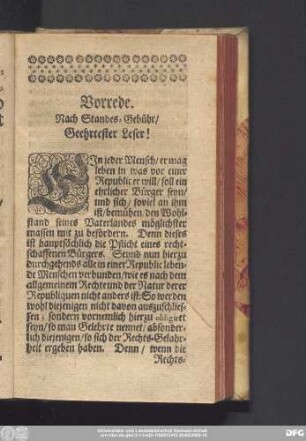 Vorrede.
Nach Standes-Gebühr/
Geehrtester Leser!
EIn jeder Mensch/ er mag
leben in was vor einer
Republic er will/ soll ein
ehrlicher Bürger seyn/
und sich/ soviel an ihm
ist/ bemühen den Wohl-
stand seines Vaterlandes möglichster
massen mit zu befördern. Denn dieses
ist hauptsächlich die Pflicht eines recht-
schaffenen Bürgers. Seynd nun hierzu
durchgehends alle in einer Republic leben-
de Menschen verbunden/ wie es nach dem
allgemeinem Rechte und der Natur derer
Republiquen nicht anders ist: So werden
wohl diejenigen nicht davon auszuschlies-
sen/ sondern vornemlich hierzu obligiret
seyn/ so man Gelehrte nennet/ absonder-
lich diejenigen/ so sich der Rechts-Gelahr-
heit ergeben haben. Denn/ wenn die
Rechts-
DFG